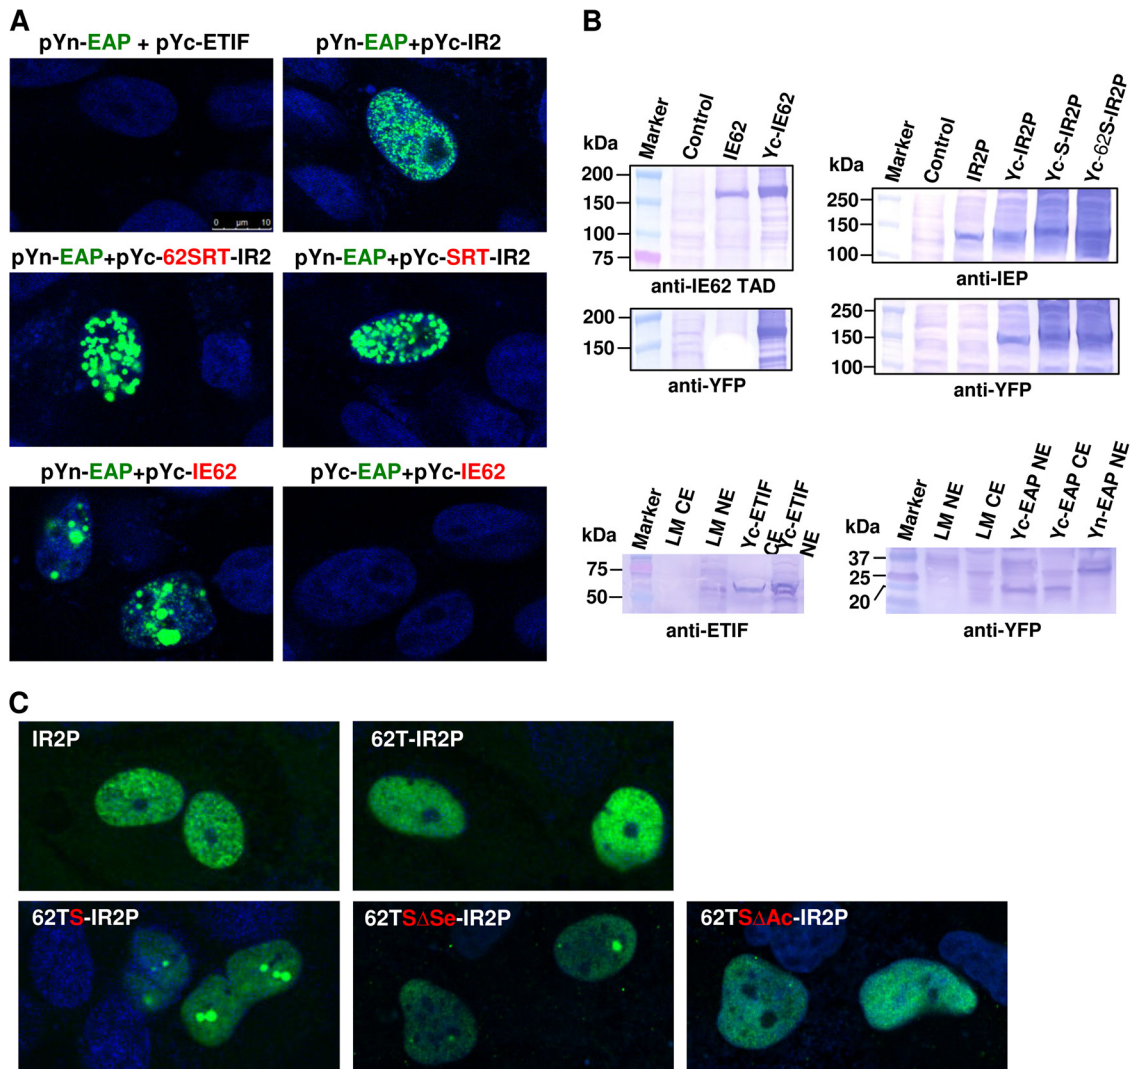 A
pYn-EAP + pYc-ETIF
pYn-EAP+pYc-IR2
0 µm 10
pYn-EAP+pYc-62SRT-IR2
pYn-EAP+pYc-SRT-IR2
pYn-EAP+pYc-IE62
pYc-EAP+pYc-IE62
B
kDa
Marker
Control
IE62
Yc-IE62
200
150
100
75
anti-IE62 TAD
200
150
anti-YFP
kDa
Marker
Control
IR2P
Yc-IR2P
Yc-S-IR2P
Yc-62S-IR2P
250
150
100
anti-IEP
250
150
100
anti-YFP
kDa
Marker
LM CE
LM NE
Yc-ETIF CE
Yc-ETIF NE
75
50
anti-ETIF
kDa
Marker
LM NE
LM CE
Yc-EAP NE
Yc-EAP CE
Yn-EAP NE
37
25
20
anti-YFP
C
IR2P
62T-IR2P
62TS-IR2P
62TSΔSe-IR2P
62TSΔAc-IR2P